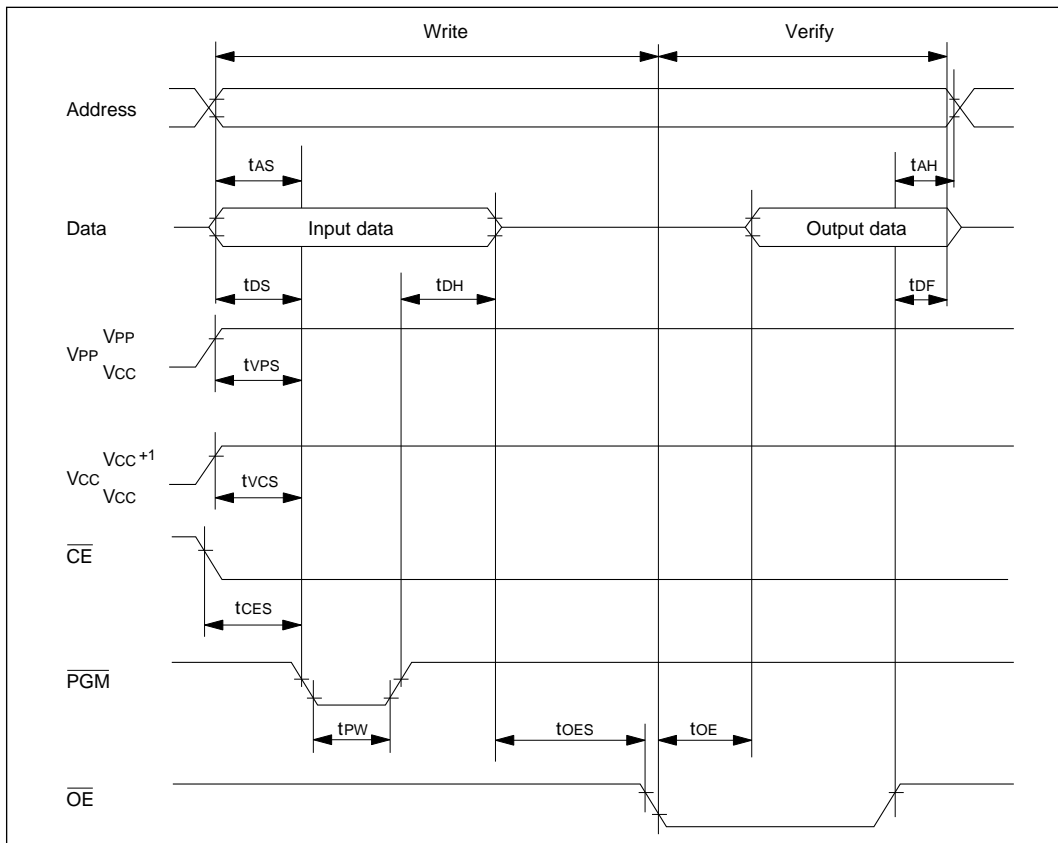 Write
Verify
Address
tAS
tAH
Data
Input data
Output data
tDS
tDH
tDF
VPP
VPP
VCC
tVPS
VCC+1
VCC
VCC
tVCS
CE
tCES
PGM
tPW
tOES
tOE
OE